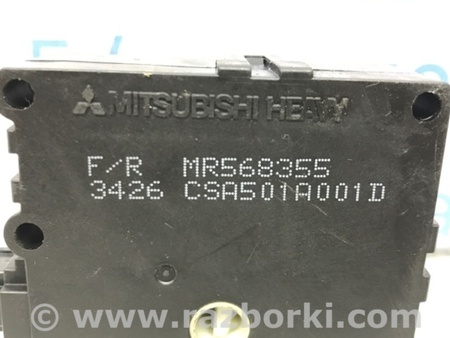 MITSUBISHI HEAVY
F/R MR568355
3426 CSA501A001D
© www.razborki.com